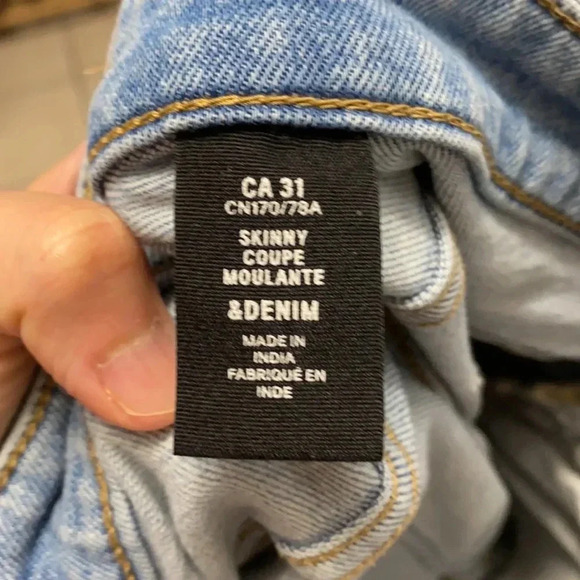 CA 31
CN170/78A
SKINNY
COUPE
MOULANTE
&DENIM
MADE IN
INDIA
FABRIQUÉ EN
INDE